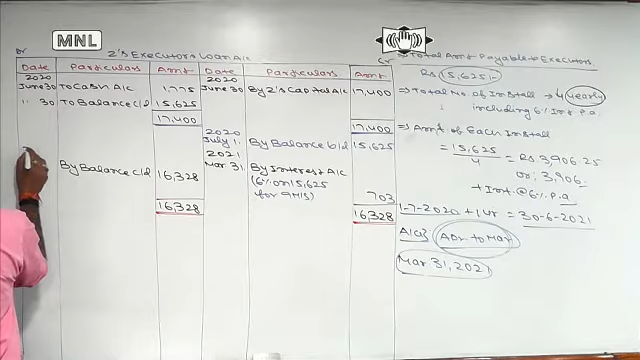 MNL
Dr
Z's Executors Loan A/c
Cr
Date Particulars Amt Date Particulars Amt
2020 2020
June 30 To Cash A/c 1,775 June 30 By Z's Capital A/c 17,400
" 30 To Balance c/d 15,625
17,400 17,400
2020
July 1. By Balance b/d 15,625
2021
By Balance c/d 16,328 Mar 31. By Interest A/c
(6% on 15,625
for 9 M/s) 703
16,328 16,328
⇒ Total Amt Payable to Executors
Rs 15,625/-
⇒ Total No of Install → 4 yearly
including 6% Int P.a
⇒ Amt of Each Install
= 15,625
4
= Rs 3,906.25
or, 3,906
+ Int. @ 6% P.a
1-7-2020 + 1 yr = 30-6-2021
A/cs Apr to Mar
Mar 31, 2021